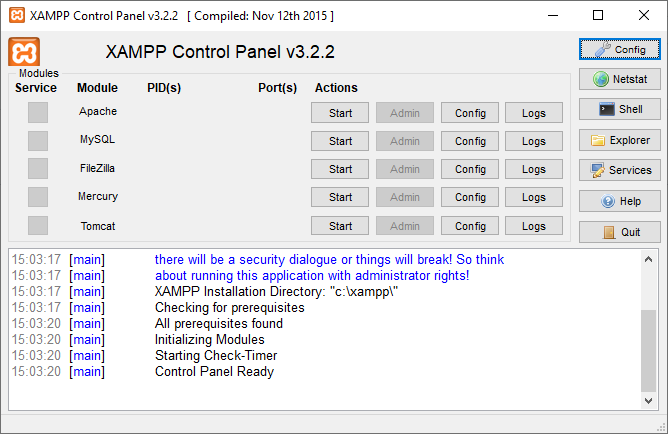 XAMPP Control Panel v3.2.2 [ Compiled: Nov 12th 2015 ]
XAMPP Control Panel v3.2.2
Config
Netstat
Shell
Explorer
Services
Help
Quit
Modules
Service Module PID(s) Port(s) Actions
Apache Start Admin Config Logs
MySQL Start Admin Config Logs
FileZilla Start Admin Config Logs
Mercury Start Admin Config Logs
Tomcat Start Admin Config Logs
15:03:17 [main] there will be a security dialogue or things will break! So think
15:03:17 [main] about running this application with administrator rights!
15:03:17 [main] XAMPP Installation Directory: "c:\xampp\"
15:03:17 [main] Checking for prerequisites
15:03:20 [main] All prerequisites found
15:03:20 [main] Initializing Modules
15:03:20 [main] Starting Check-Timer
15:03:20 [main] Control Panel Ready